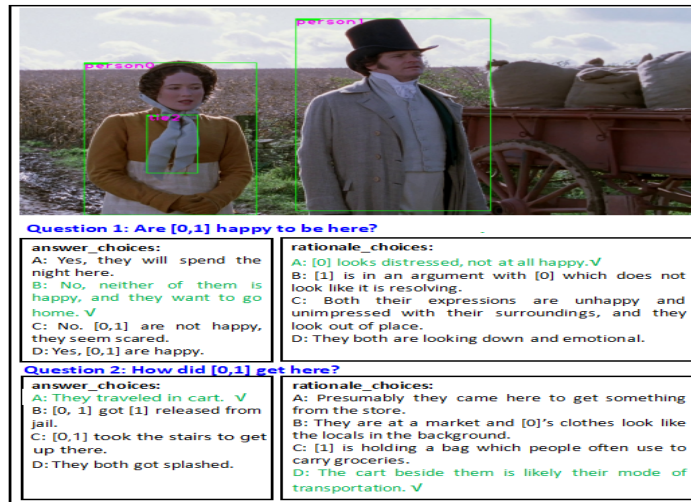 person0
person1
tie2
Question 1: Are [0,1] happy to be here?
answer_choices:
A: Yes, they will spend the
night here.
B: No, neither of them is
happy, and they want to go
home. √
C: No. [0,1] are not happy,
they seem scared.
D: Yes, [0,1] are happy.
rationale_choices:
A: [0] looks distressed, not at all happy.√
B: [1] is in an argument with [0] which does not
look like it is resolving.
C: Both their expressions are unhappy and
unimpressed with their surroundings, and they
look out of place.
D: They both are looking down and emotional.
Question 2: How did [0,1] get here?
answer_choices:
A: They traveled in cart. √
B: [0, 1] got [1] released from
jail.
C: [0,1] took the stairs to get
up there.
D: They both got splashed.
rationale_choices:
A: Presumably they came here to get something
from the store.
B: They are at a market and [0]'s clothes look like
the locals in the background.
C: [1] is holding a bag which people often use to
carry groceries.
D: The cart beside them is likely their mode of
transportation. √